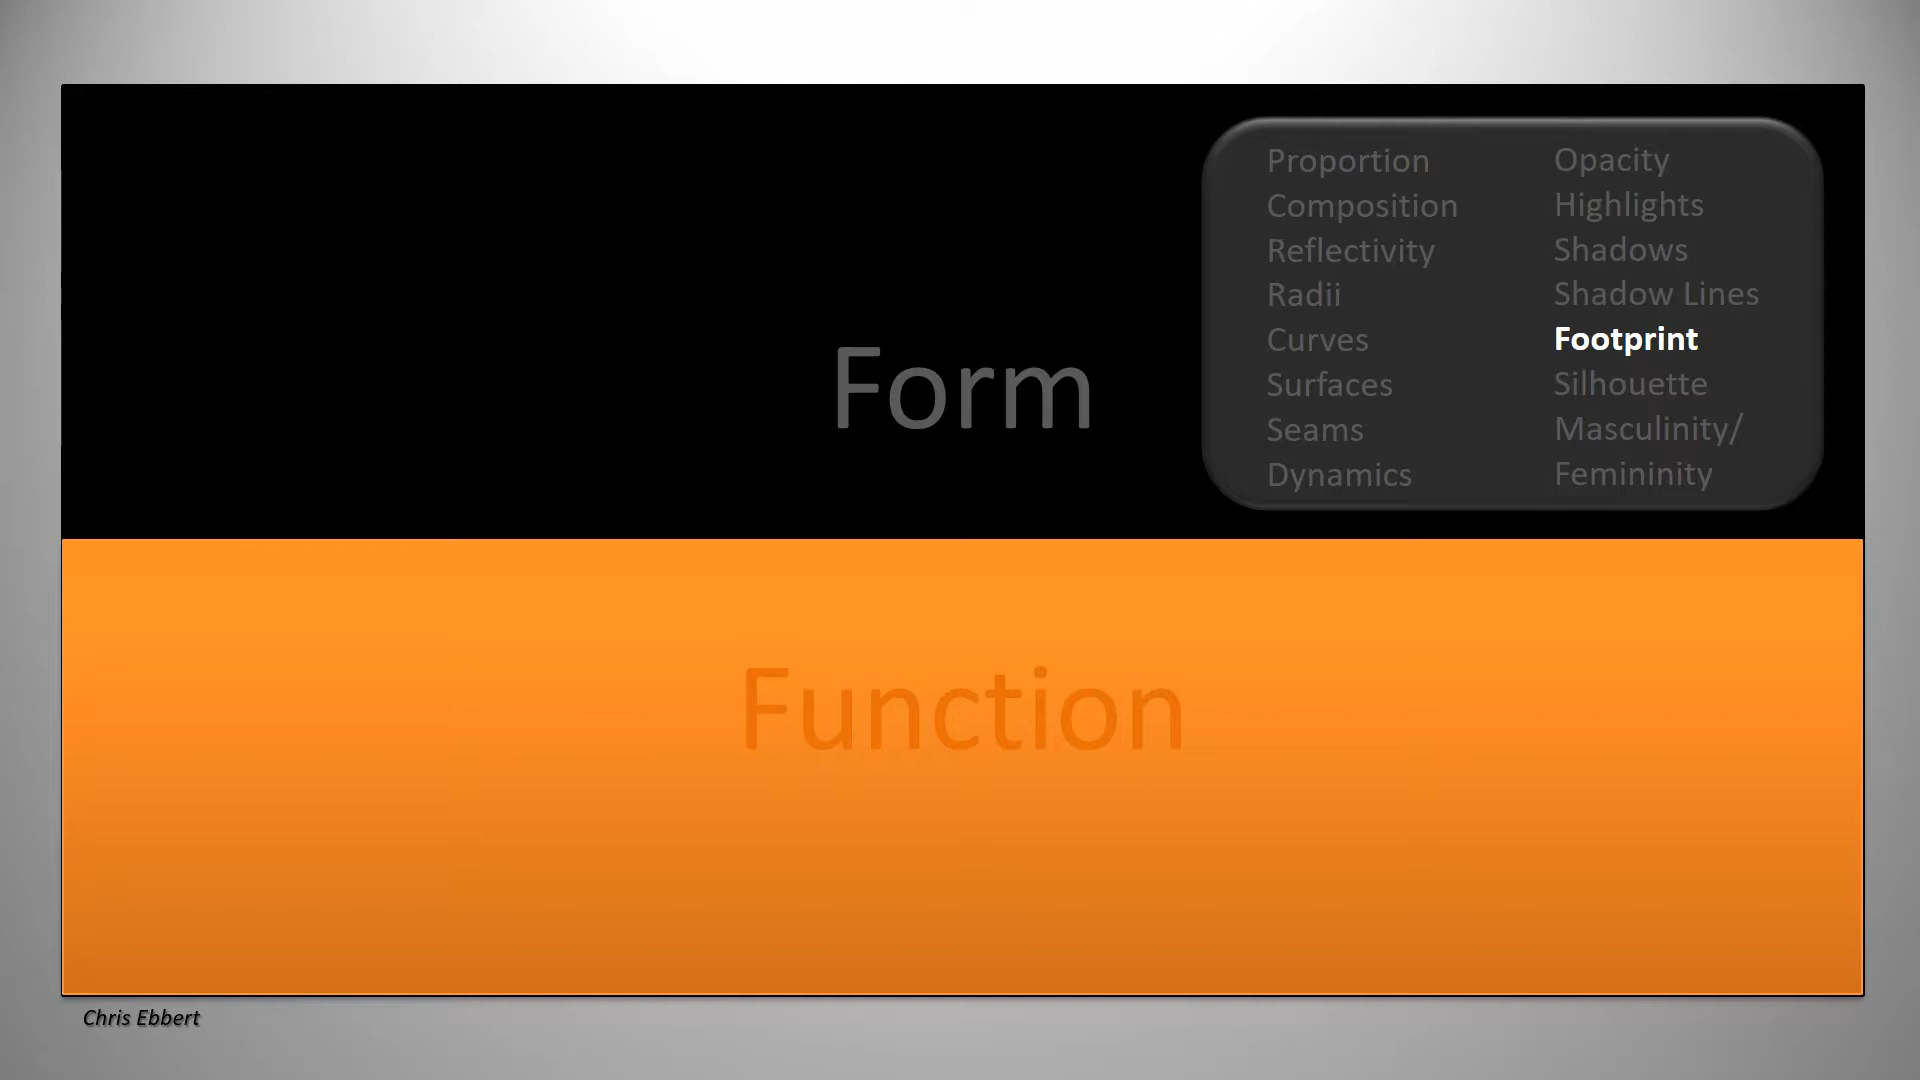 Form
Proportion
Composition
Reflectivity
Radii
Curves
Surfaces
Seams
Dynamics
Opacity
Highlights
Shadows
Shadow Lines
Footprint
Silhouette
Masculinity/
Femininity
Function
Chris Ebbert